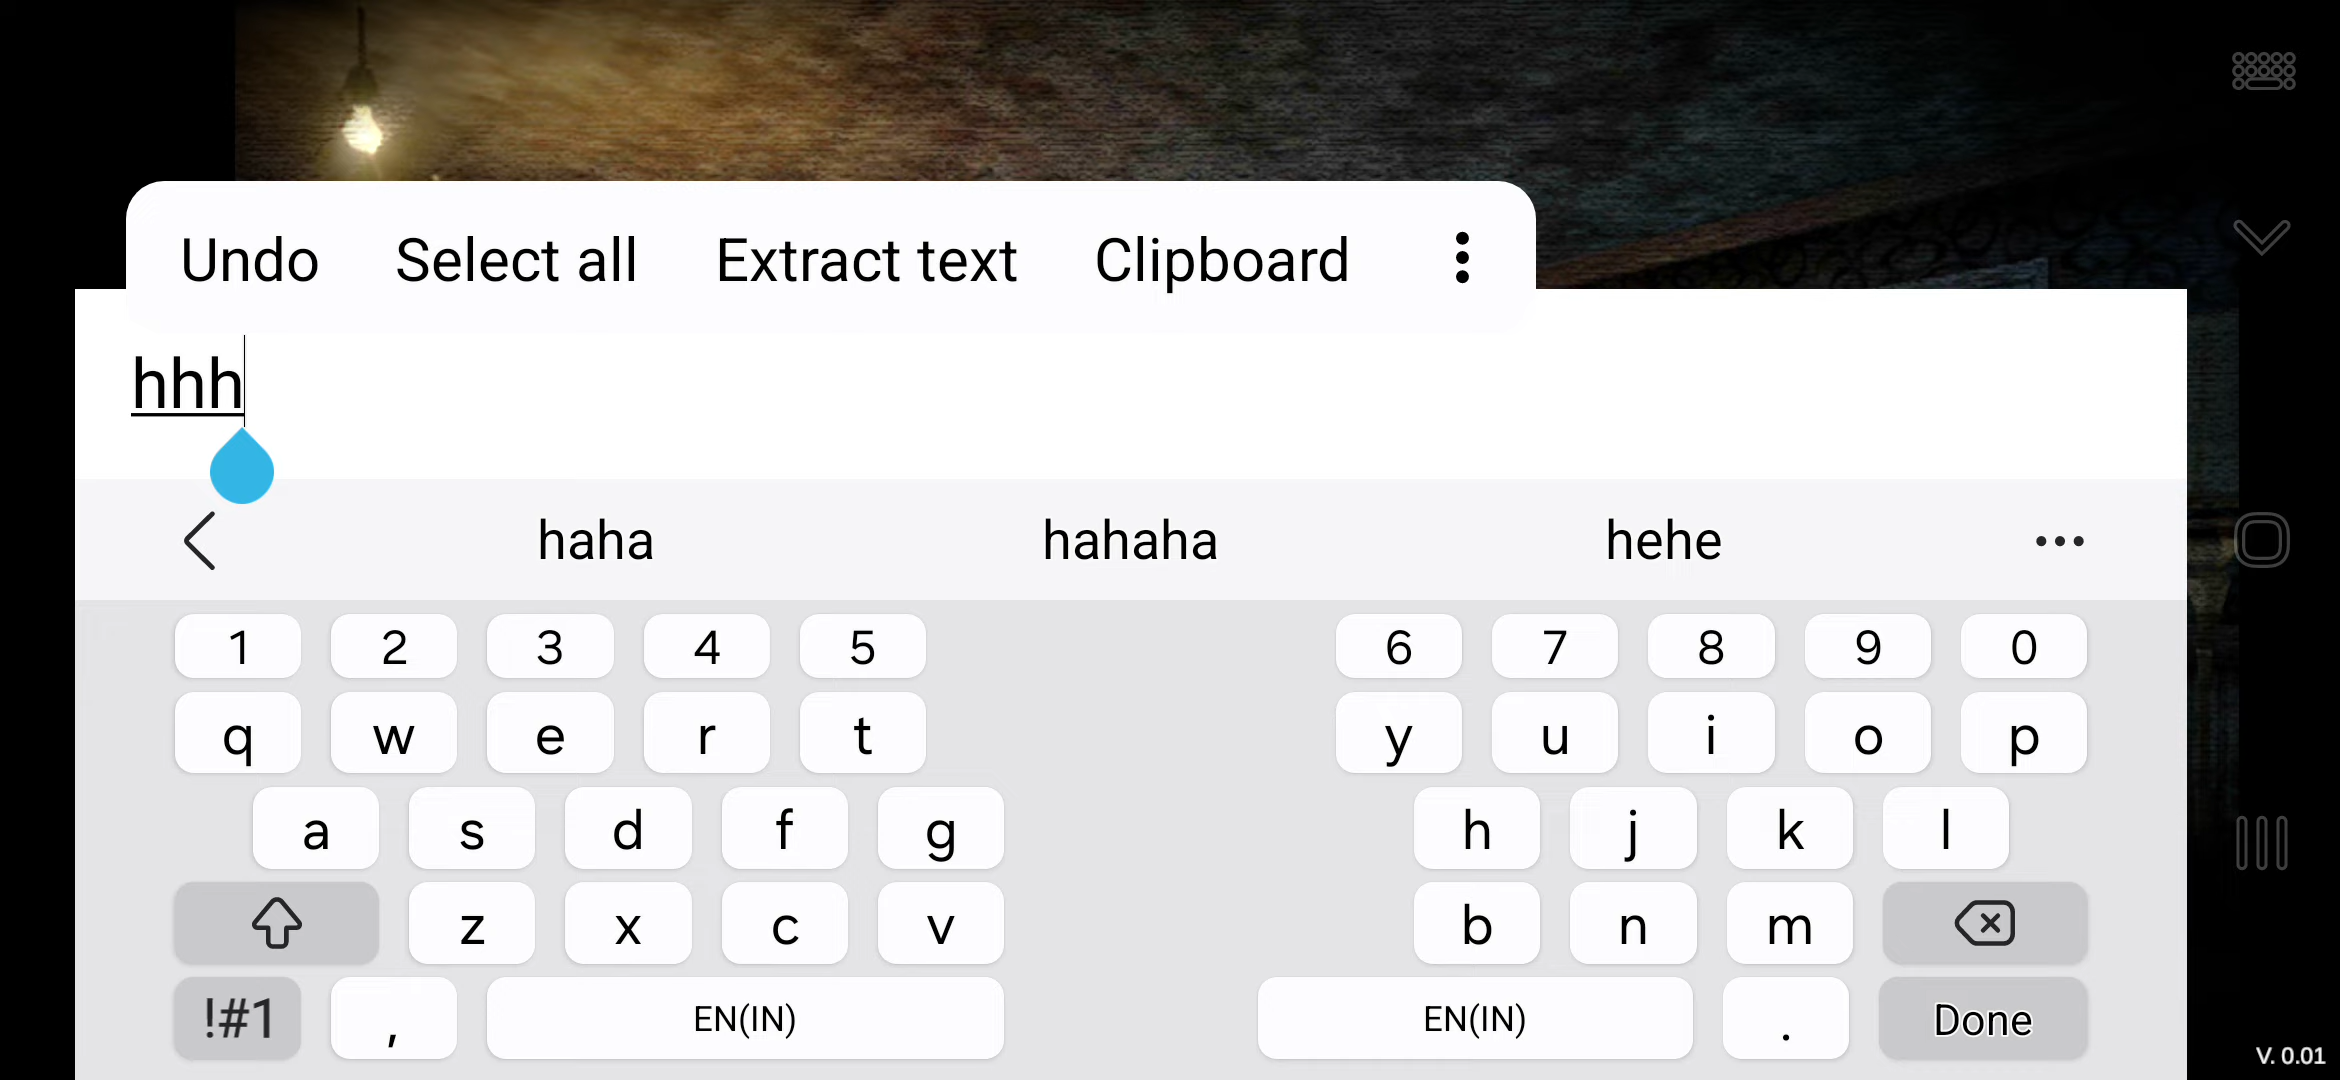 Undo Select all Extract text Clipboard
hhh
haha hahaha hehe
1 2 3 4 5 6 7 8 9 0
q w e r t y u i o p
a s d f g h j k l
z x c v b n m
!#1 , EN(IN) EN(IN) . Done
V. 0.01